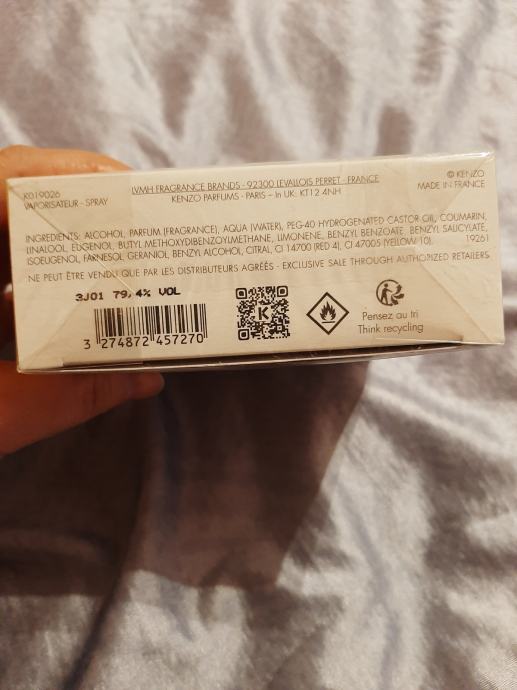 K019026
VAPORISATEUR - SPRAY
LVMH FRAGRANCE BRANDS - 92300 LEVALLOIS PERRET - FRANCE
KENZO PARFUMS - PARIS – In UK: KT12 4NH
© KENZO
MADE IN FRANCE
INGREDIENTS: ALCOHOL, PARFUM (FRAGRANCE), AQUA (WATER), PEG-40 HYDROGENATED CASTOR OIL, COUMARIN,
LINALOOL, EUGENOL, BUTYL METHOXYDIBENZOYLMETHANE, LIMONENE, BENZYL BENZOATE, BENZYL SALICYLATE,
ISOEUGENOL, FARNESOL, GERANIOL, BENZYL ALCOHOL, CITRAL, CI 14700 (RED 4), CI 47005 (YELLOW 10). 19261
NE PEUT ÊTRE VENDU QUE PAR LES DISTRIBUTEURS AGRÉÉS - EXCLUSIVE SALE THROUGH AUTHORIZED RETAILERS
3J01 79,4% VOL
3 274872 457270
K
Pensez au tri
Think recycling